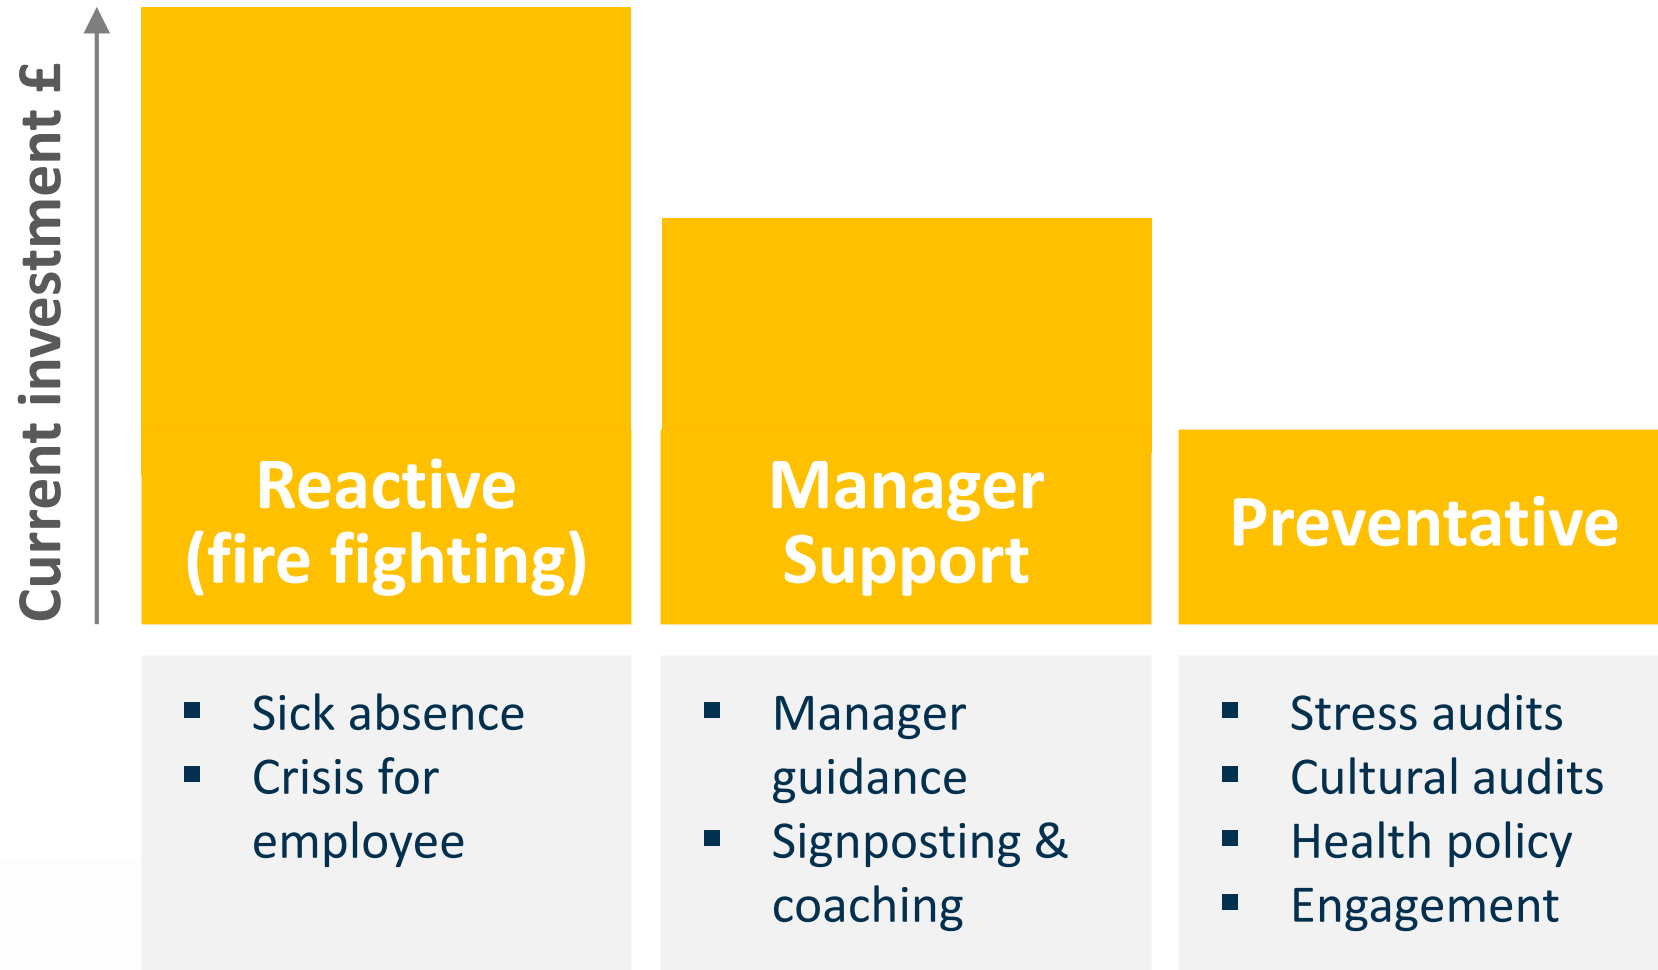 Current investment £
Reactive
(fire fighting)
Manager
Support
Preventative
▪ Sick absence
▪ Crisis for
employee
▪ Manager
guidance
▪ Signposting &
coaching
▪ Stress audits
▪ Cultural audits
▪ Health policy
▪ Engagement